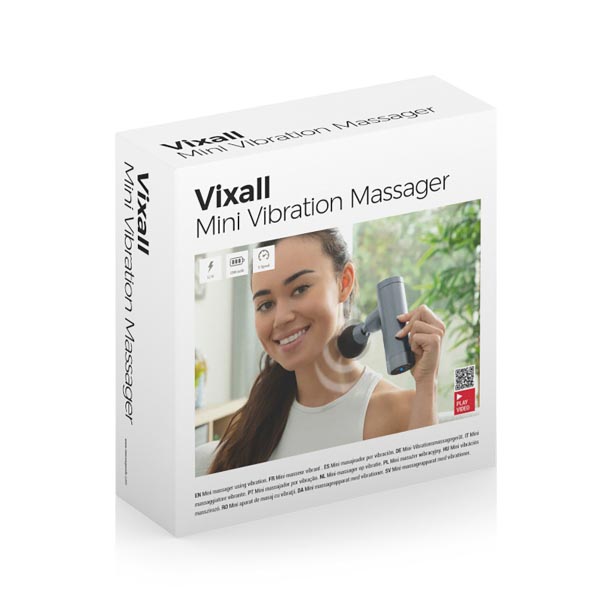 Vixall
Mini Vibration Massager
Vixall
Mini Vibration Massager
Vixall
Mini Vibration Massager
PLAY
VIDEO
EN Mini massager using vibration. FR Mini-masseur vibrant. ES Mini masajeador por vibración. DE Mini-Vibrationsmassagegerät. IT Mini
massaggiatore vibrante. PT Mini massajador por vibração. NL Mini massager op vibratie. PL Mini masażer wibracyjny. HU Mini vibrációs
masszírozó. RO Mini aparat de masaj cu vibrații. DA Mini massageapparat med vibrationer. SV Mini massageapparat med vibrationer.